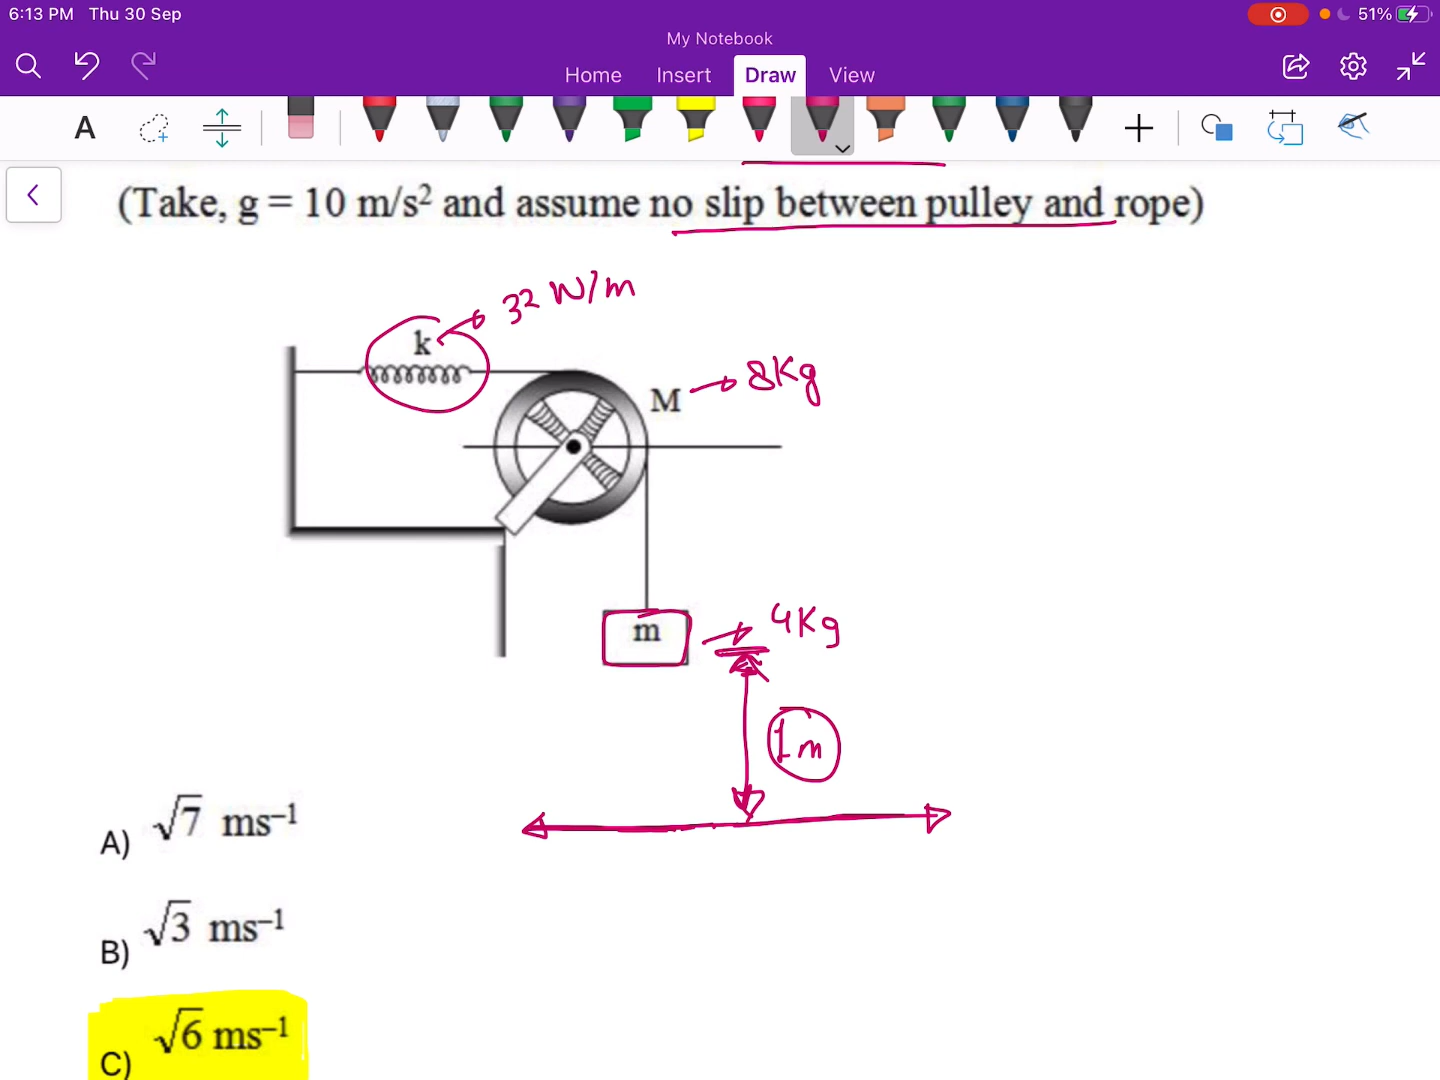 6:13 PM Thu 30 Sep
51%
My Notebook
Home Insert Draw View
A
(Take, g = 10 m/s² and assume no slip between pulley and rope)
32 N/m
k
M → 8Kg
m
4Kg
1m
A) √7 ms⁻¹
B) √3 ms⁻¹
C) √6 ms⁻¹